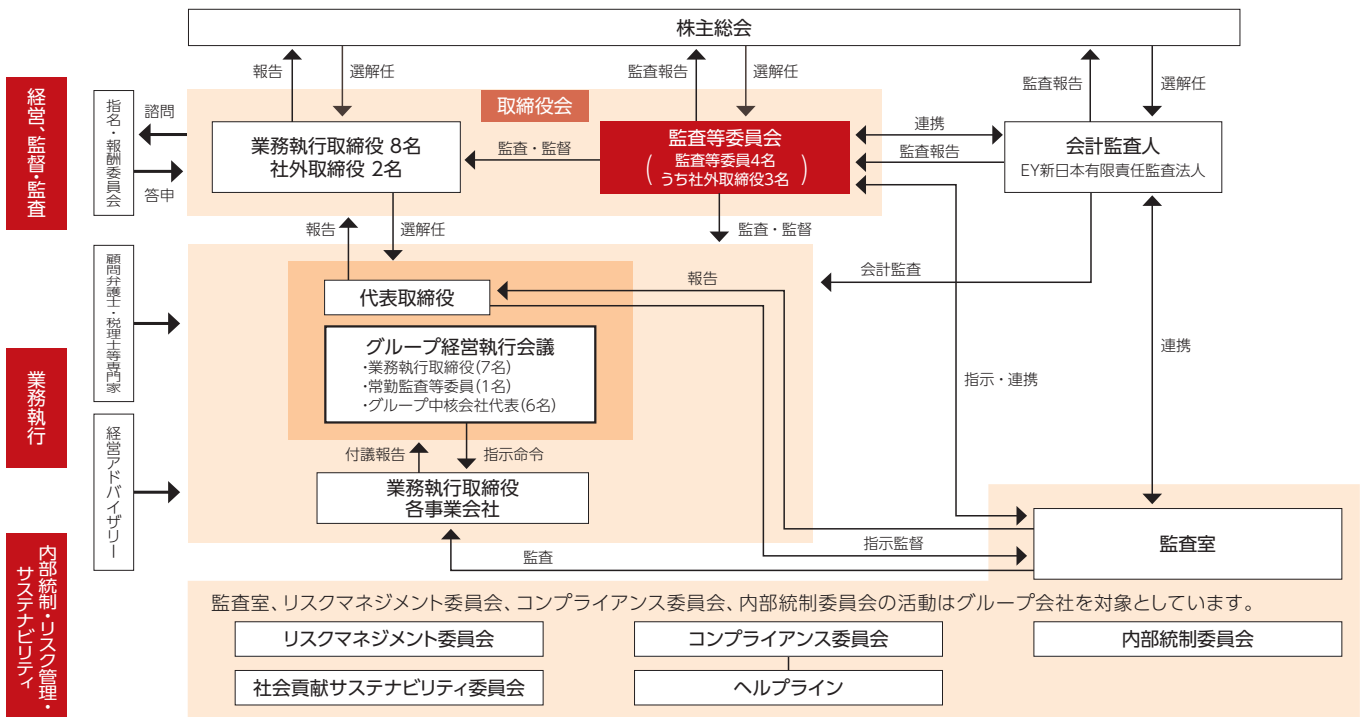 株主総会
報告
選解任
監査報告
選解任
監査報告
選解任
経営、監督・監査
指名・報酬委員会
諮問
答申
取締役会
業務執行取締役 8名
社外取締役 2名
監査・監督
監査等委員会
(監査等委員4名
うち社外取締役3名)
連携
監査報告
会計監査人
EY新日本有限責任監査法人
報告
選解任
監査・監督
会計監査
顧問弁護士・税理士等専門家
代表取締役
報告
グループ経営執行会議
・業務執行取締役(7名)
・常勤監査等委員(1名)
・グループ中核会社代表(6名)
連携
指示・連携
業務執行
経営アドバイザリー
付議報告
指示命令
業務執行取締役
各事業会社
監査
指示監督
監査室
内部統制・リスク管理・
サステナビリティ
監査室、リスクマネジメント委員会、コンプライアンス委員会、内部統制委員会の活動はグループ会社を対象としています。
リスクマネジメント委員会
コンプライアンス委員会
内部統制委員会
社会貢献サステナビリティ委員会
ヘルプライン